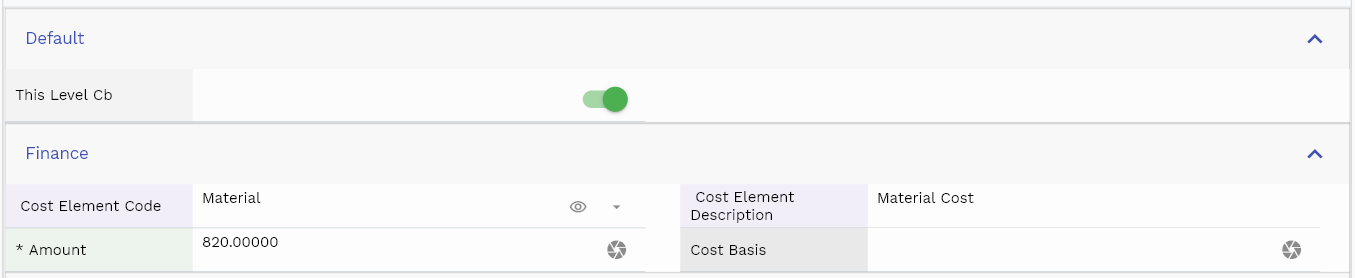 Default
This Level Cb
Finance
Cost Element Code
Material
Cost Element
Description
Material Cost
* Amount
820.00000
Cost Basis